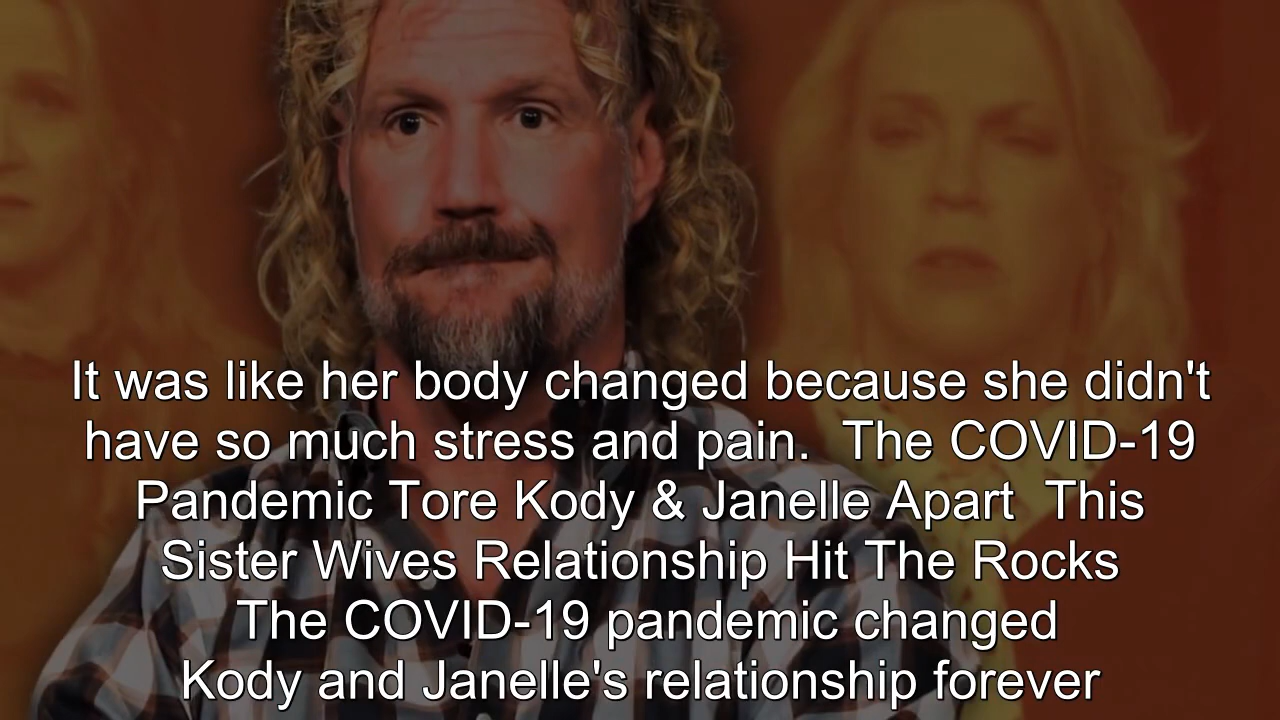 It was like her body changed because she didn't
have so much stress and pain.  The COVID-19
Pandemic Tore Kody & Janelle Apart  This
Sister Wives Relationship Hit The Rocks
The COVID-19 pandemic changed
Kody and Janelle's relationship forever